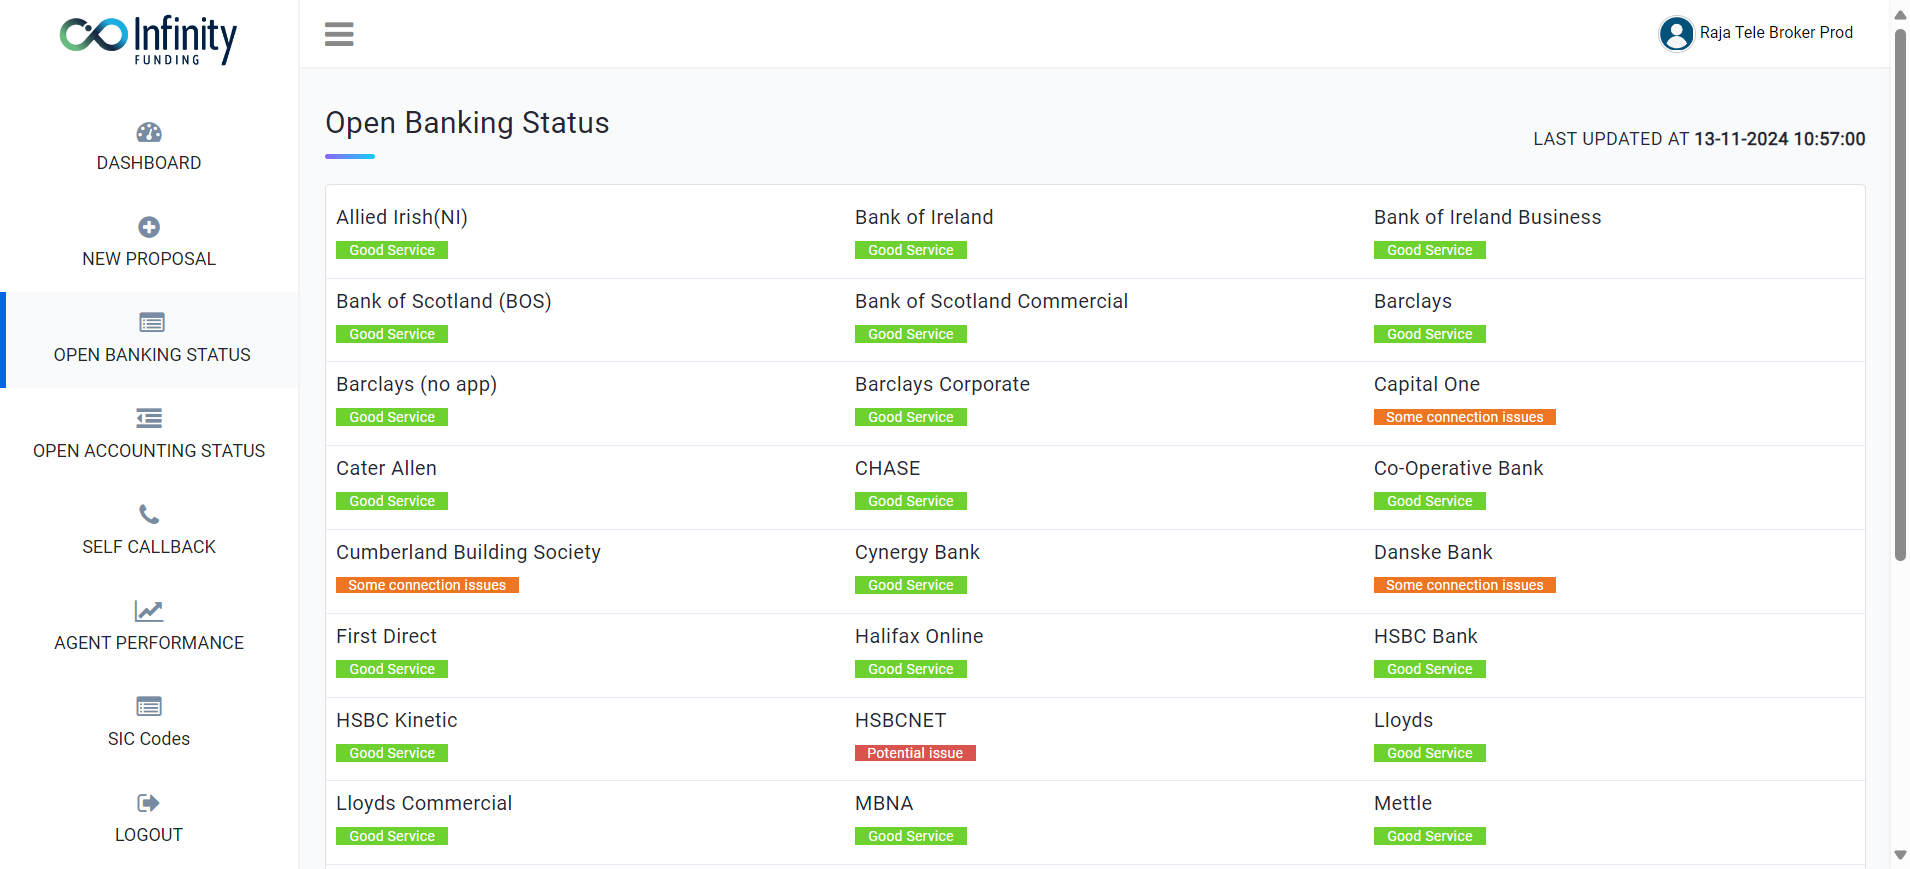 Infinity
FUNDING
Raja Tele Broker Prod
DASHBOARD
NEW PROPOSAL
OPEN BANKING STATUS
OPEN ACCOUNTING STATUS
SELF CALLBACK
AGENT PERFORMANCE
SIC Codes
LOGOUT
Open Banking Status
LAST UPDATED AT 13-11-2024 10:57:00
Allied Irish(NI)
Good Service
Bank of Ireland
Good Service
Bank of Ireland Business
Good Service
Bank of Scotland (BOS)
Good Service
Bank of Scotland Commercial
Good Service
Barclays
Good Service
Barclays (no app)
Good Service
Barclays Corporate
Good Service
Capital One
Some connection issues
Cater Allen
Good Service
CHASE
Good Service
Co-Operative Bank
Good Service
Cumberland Building Society
Some connection issues
Cynergy Bank
Good Service
Danske Bank
Some connection issues
First Direct
Good Service
Halifax Online
Good Service
HSBC Bank
Good Service
HSBC Kinetic
Good Service
HSBCNET
Potential issue
Lloyds
Good Service
Lloyds Commercial
Good Service
MBNA
Good Service
Mettle
Good Service